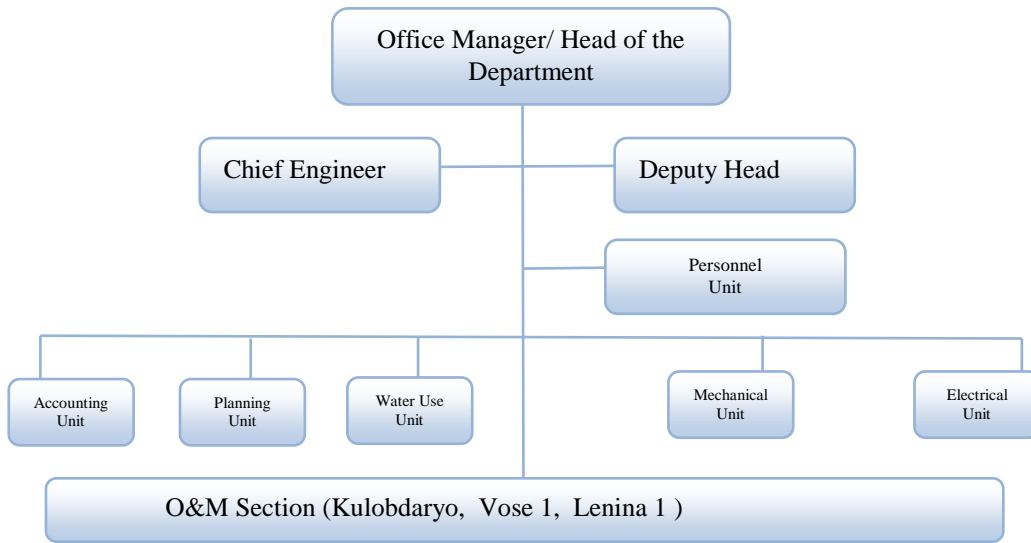 Office Manager/ Head of the
Department
Chief Engineer
Deputy Head
Personnel
Unit
Accounting
Unit
Planning
Unit
Water Use
Unit
Mechanical
Unit
Electrical
Unit
O&M Section (Kulobdaryo, Vose 1, Lenina 1 )